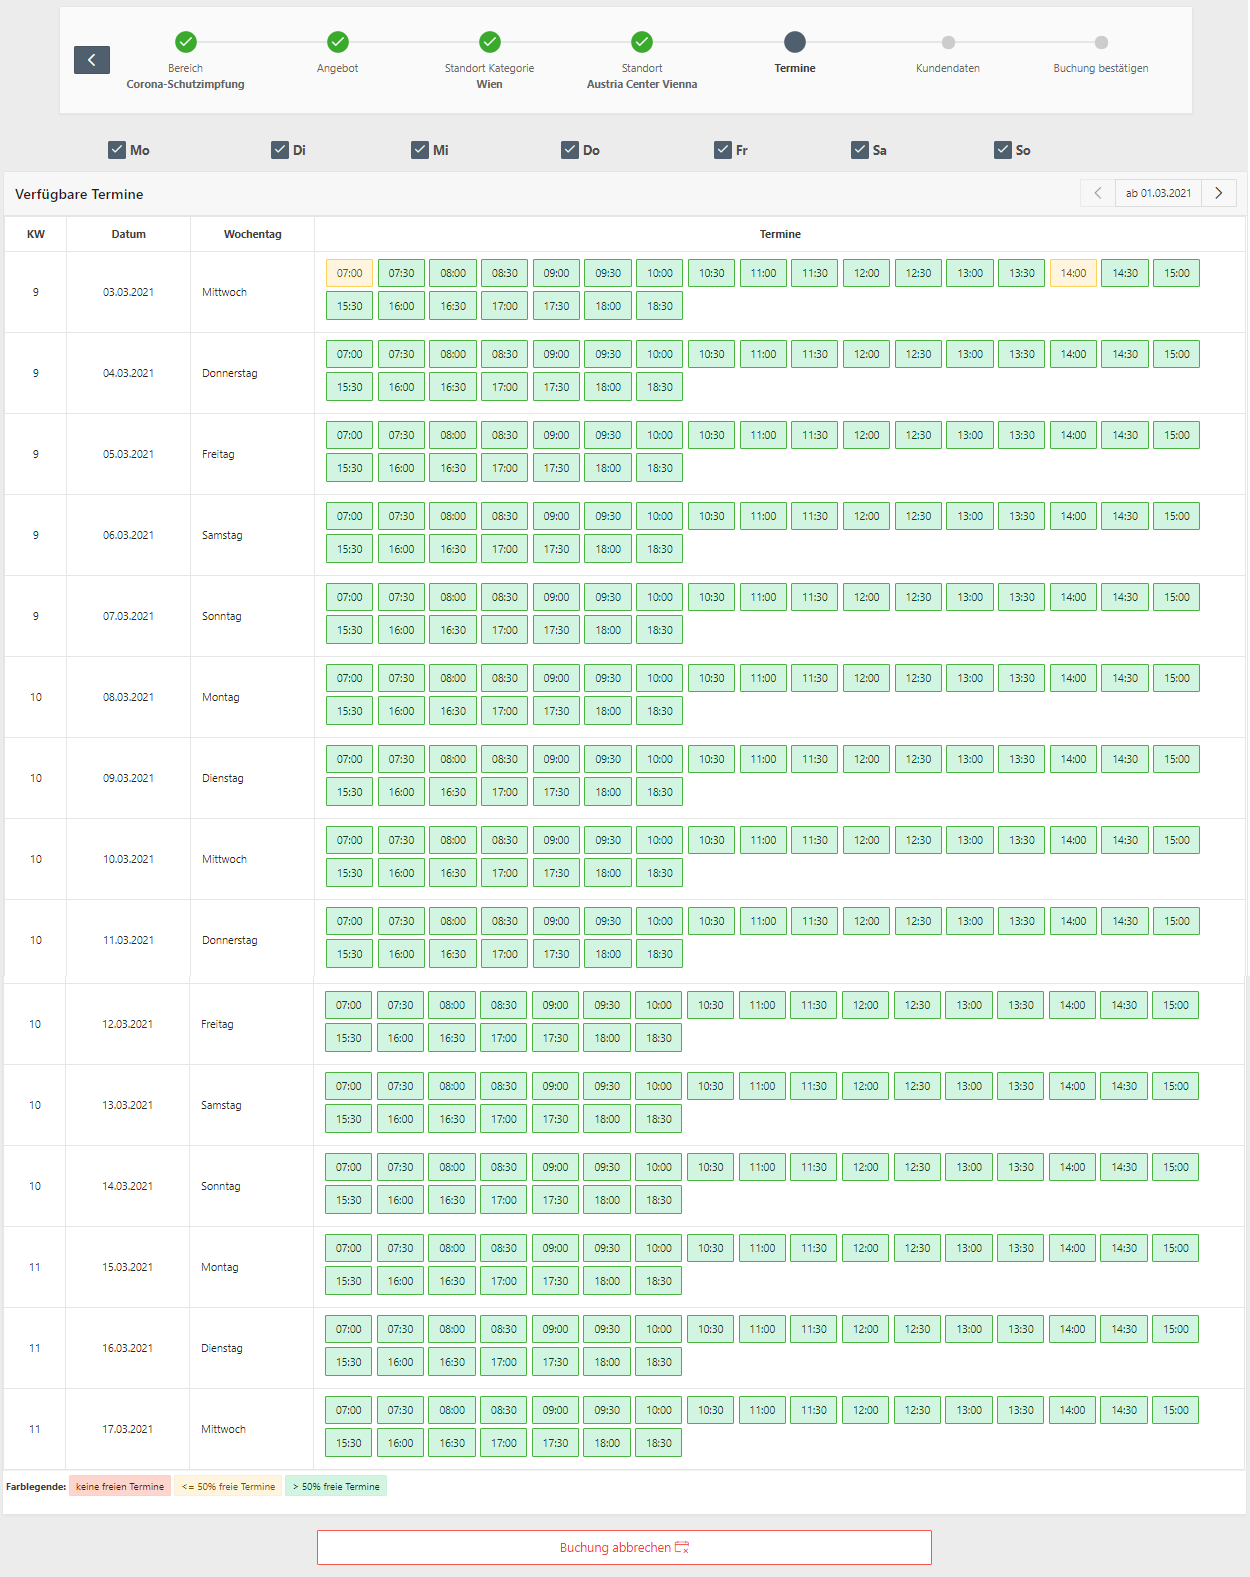 Bereich Angebot Standort Kategorie Standort Termine Kundendaten Buchung bestätigen
Corona-Schutzimpfung Wien Austria Center Vienna
Mo Di Mi Do Fr Sa So
Verfügbare Termine ab 01.03.2021
KW Datum Wochentag Termine
9 03.03.2021 Mittwoch 07:00 07:30 08:00 08:30 09:00 09:30 10:00 10:30 11:00 11:30 12:00 12:30 13:00 13:30 14:00 14:30 15:00
15:30 16:00 16:30 17:00 17:30 18:00 18:30
9 04.03.2021 Donnerstag 07:00 07:30 08:00 08:30 09:00 09:30 10:00 10:30 11:00 11:30 12:00 12:30 13:00 13:30 14:00 14:30 15:00
15:30 16:00 16:30 17:00 17:30 18:00 18:30
9 05.03.2021 Freitag 07:00 07:30 08:00 08:30 09:00 09:30 10:00 10:30 11:00 11:30 12:00 12:30 13:00 13:30 14:00 14:30 15:00
15:30 16:00 16:30 17:00 17:30 18:00 18:30
9 06.03.2021 Samstag 07:00 07:30 08:00 08:30 09:00 09:30 10:00 10:30 11:00 11:30 12:00 12:30 13:00 13:30 14:00 14:30 15:00
15:30 16:00 16:30 17:00 17:30 18:00 18:30
9 07.03.2021 Sonntag 07:00 07:30 08:00 08:30 09:00 09:30 10:00 10:30 11:00 11:30 12:00 12:30 13:00 13:30 14:00 14:30 15:00
15:30 16:00 16:30 17:00 17:30 18:00 18:30
10 08.03.2021 Montag 07:00 07:30 08:00 08:30 09:00 09:30 10:00 10:30 11:00 11:30 12:00 12:30 13:00 13:30 14:00 14:30 15:00
15:30 16:00 16:30 17:00 17:30 18:00 18:30
10 09.03.2021 Dienstag 07:00 07:30 08:00 08:30 09:00 09:30 10:00 10:30 11:00 11:30 12:00 12:30 13:00 13:30 14:00 14:30 15:00
15:30 16:00 16:30 17:00 17:30 18:00 18:30
10 10.03.2021 Mittwoch 07:00 07:30 08:00 08:30 09:00 09:30 10:00 10:30 11:00 11:30 12:00 12:30 13:00 13:30 14:00 14:30 15:00
15:30 16:00 16:30 17:00 17:30 18:00 18:30
10 11.03.2021 Donnerstag 07:00 07:30 08:00 08:30 09:00 09:30 10:00 10:30 11:00 11:30 12:00 12:30 13:00 13:30 14:00 14:30 15:00
15:30 16:00 16:30 17:00 17:30 18:00 18:30
10 12.03.2021 Freitag 07:00 07:30 08:00 08:30 09:00 09:30 10:00 10:30 11:00 11:30 12:00 12:30 13:00 13:30 14:00 14:30 15:00
15:30 16:00 16:30 17:00 17:30 18:00 18:30
10 13.03.2021 Samstag 07:00 07:30 08:00 08:30 09:00 09:30 10:00 10:30 11:00 11:30 12:00 12:30 13:00 13:30 14:00 14:30 15:00
15:30 16:00 16:30 17:00 17:30 18:00 18:30
10 14.03.2021 Sonntag 07:00 07:30 08:00 08:30 09:00 09:30 10:00 10:30 11:00 11:30 12:00 12:30 13:00 13:30 14:00 14:30 15:00
15:30 16:00 16:30 17:00 17:30 18:00 18:30
11 15.03.2021 Montag 07:00 07:30 08:00 08:30 09:00 09:30 10:00 10:30 11:00 11:30 12:00 12:30 13:00 13:30 14:00 14:30 15:00
15:30 16:00 16:30 17:00 17:30 18:00 18:30
11 16.03.2021 Dienstag 07:00 07:30 08:00 08:30 09:00 09:30 10:00 10:30 11:00 11:30 12:00 12:30 13:00 13:30 14:00 14:30 15:00
15:30 16:00 16:30 17:00 17:30 18:00 18:30
11 17.03.2021 Mittwoch 07:00 07:30 08:00 08:30 09:00 09:30 10:00 10:30 11:00 11:30 12:00 12:30 13:00 13:30 14:00 14:30 15:00
15:30 16:00 16:30 17:00 17:30 18:00 18:30
Farblegende: keine freien Termine <= 50% freie Termine > 50% freie Termine
Buchung abbrechen